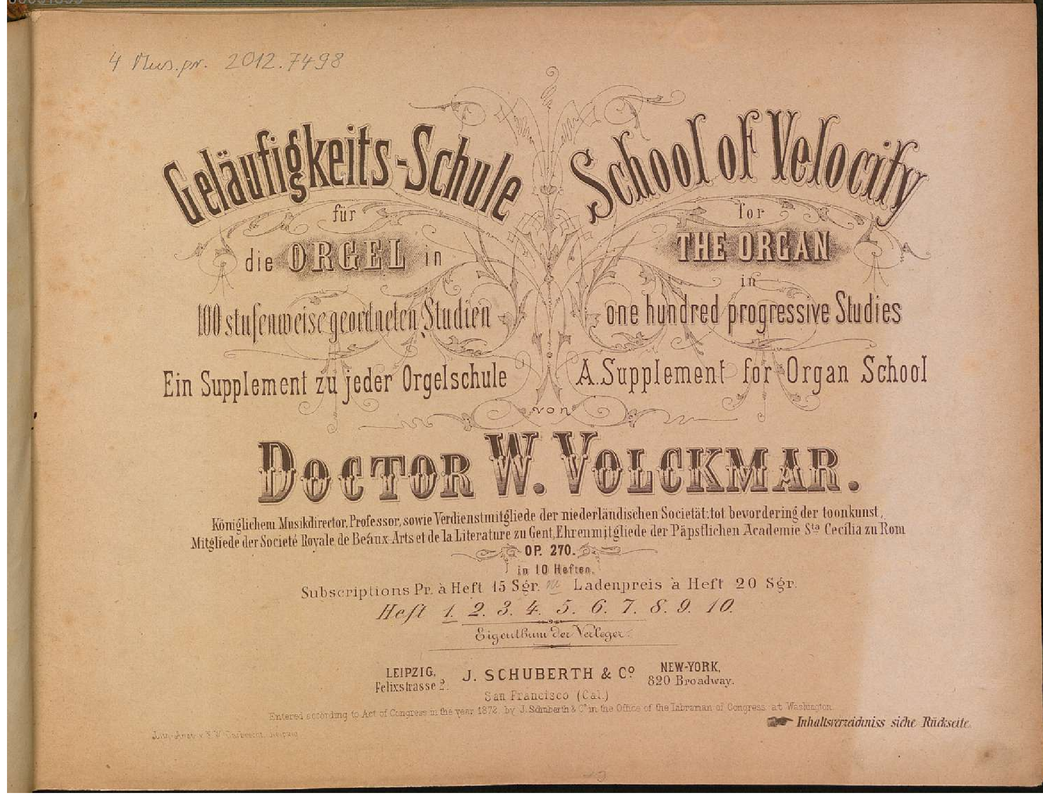 4 Mus.pr. 2012.7498
Geläufigkeits-Schule
für
die ORGEL in
100 stufenweise geordneten Studien
Ein Supplement zu jeder Orgelschule
School of Velocity
for
THE ORGAN
in
one hundred progressive Studies
A. Supplement for Organ School
von
DOCTOR W. VOLCKMAR.
Königlichem Musikdirector, Professor, sowie Verdienstmitgliede der niederländischen Societät: tot bevordering der toonkunst,
Mitgliede der Societé Royale de Beaux Arts et de la Literature zu Gent, Ehrenmitgliede der Päpstlichen Academie Sta Cecilia zu Rom
OP. 270.
in 10 Heften.
Subscriptions Pr. à Heft 15 Sgr. Ladenpreis à Heft 20 Sgr.
Heft 1. 2. 3. 4. 5. 6. 7. 8. 9. 10.
Eigenthum der Verleger.
LEIPZIG,
Felixstrasse 2.
J. SCHUBERTH & Co
NEW-YORK,
820 Broadway.
San Francisco (Cal.)
Entered according to Act of Congress in the year 1872 by J. Schuberth & Co in the Office of the Librarian of Congress at Washington.
Inhaltsverzeichniss siehe Rückseite.